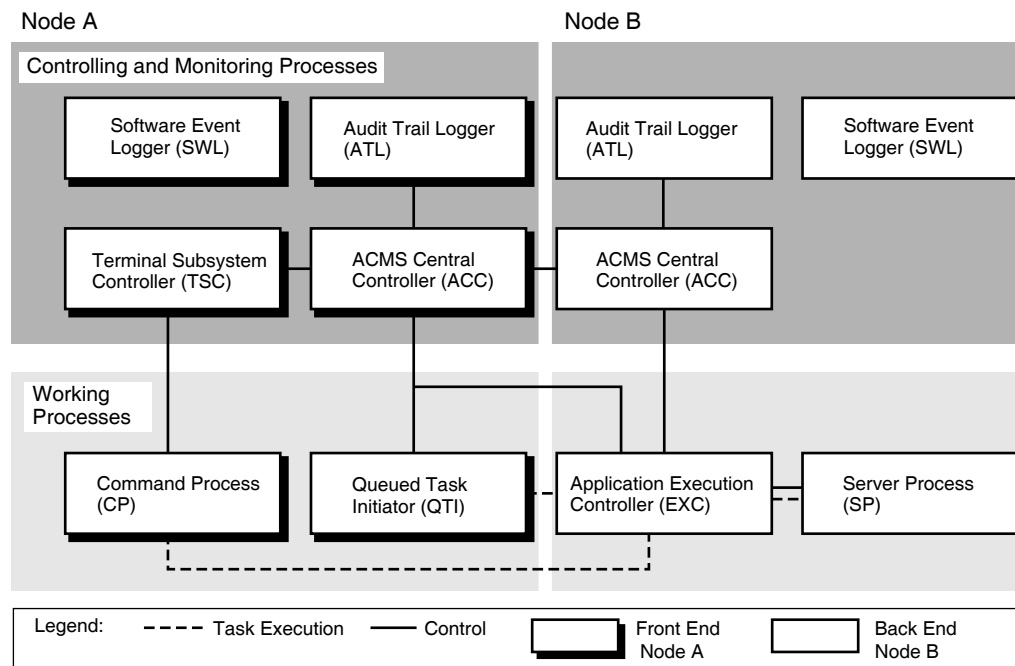 Node A
Node B
Controlling and Monitoring Processes
Software Event
Logger (SWL)
Audit Trail Logger
(ATL)
Audit Trail Logger
(ATL)
Software Event
Logger (SWL)
Terminal Subsystem
Controller (TSC)
ACMS Central
Controller (ACC)
ACMS Central
Controller (ACC)
Working
Processes
Command Process
(CP)
Queued Task
Initiator (QTI)
Application Execution
Controller (EXC)
Server Process
(SP)
Legend:
Task Execution
Control
Front End
Node A
Back End
Node B